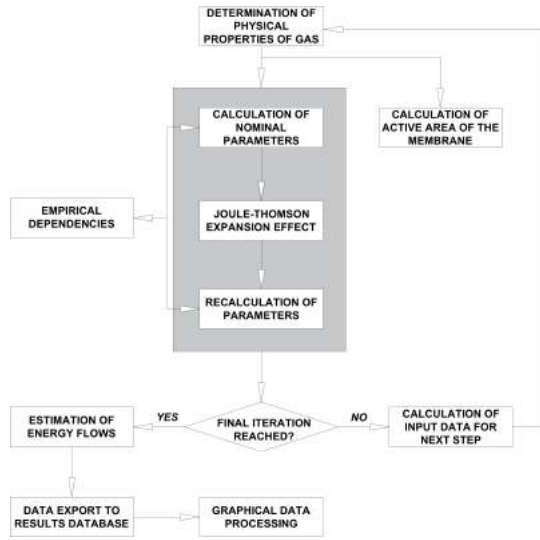 DETERMINATION OF
PHYSICAL
PROPERTIES OF GAS
CALCULATION OF
NOMINAL
PARAMETERS
CALCULATION OF
ACTIVE AREA OF THE
MEMBRANE
EMPIRICAL
DEPENDENCIES
JOULE-THOMSON
EXPANSION EFFECT
RECALCULATION OF
PARAMETERS
ESTIMATION OF
ENERGY FLOWS
YES
FINAL ITERATION
REACHED?
NO
CALCULATION OF
INPUT DATA FOR
NEXT STEP
DATA EXPORT TO
RESULTS DATABASE
GRAPHICAL DATA
PROCESSING